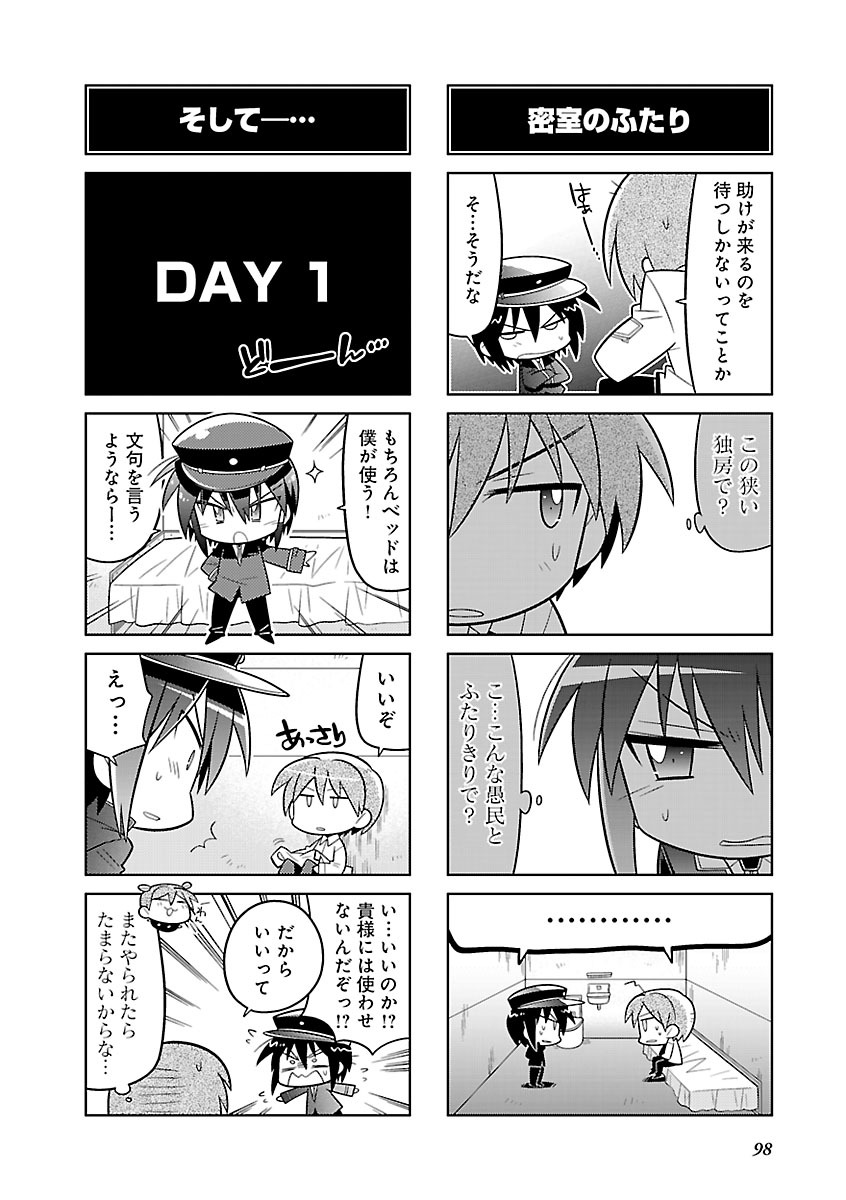 密室のふたり
助けが来るのを
待つしかないってことか
はぁ…
そ…そうだな
この狭い
独房で？
こ…こんな愚民と
ふたりきりで？
…………
そして―…
DAY 1
どーん…
もちろんベッドは
僕が使う！
文句を言う
ようならー…
いいぞ
あっさり
えっ…
い…いいのか!?
貴様には使わせ
ないんだぞっ!?
だから
いいって
わ
またやられたら
たまらないからな…
98